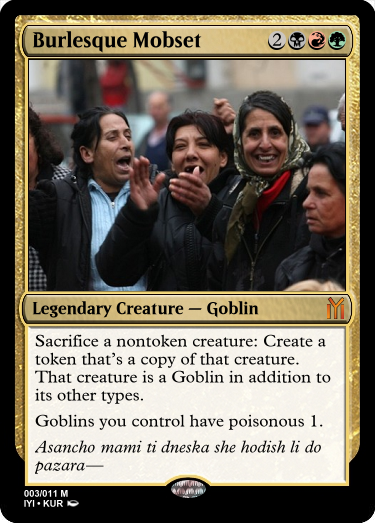 Burlesque Mobset 2
Legendary Creature — Goblin
Sacrifice a nontoken creature: Create a
token that's a copy of that creature.
That creature is a Goblin in addition to
its other types.
Goblins you control have poisonous 1.
Asancho mami ti dneska she hodish li do
pazara—
003/011 M
IYI • KUR